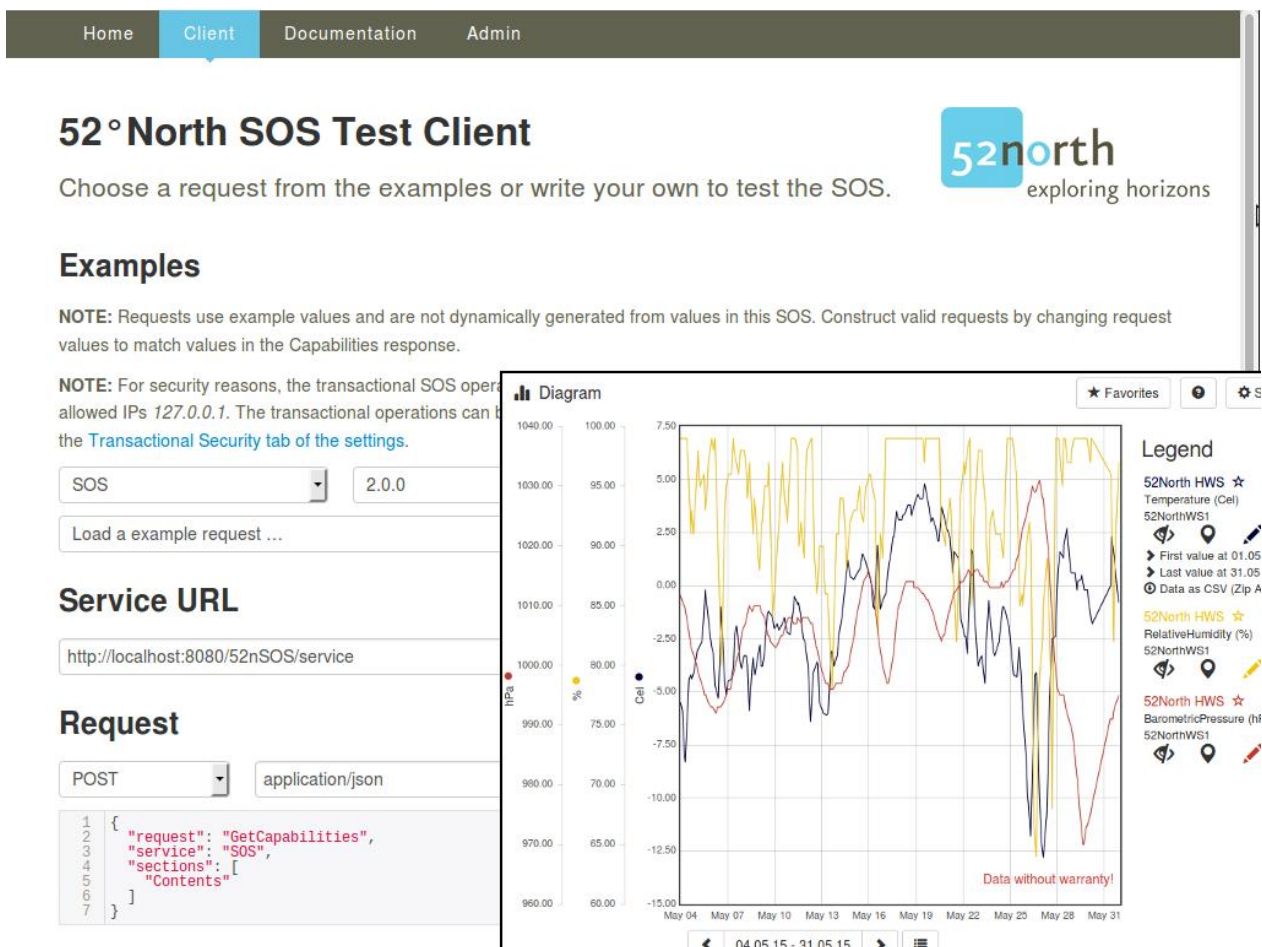 Home Client Documentation Admin
52°North SOS Test Client
52north
exploring horizons
Choose a request from the examples or write your own to test the SOS.
Examples
NOTE: Requests use example values and are not dynamically generated from values in this SOS. Construct valid requests by changing request
values to match values in the Capabilities response.
NOTE: For security reasons, the transactional SOS opera
allowed IPs 127.0.0.1. The transactional operations can b
the Transactional Security tab of the settings.
SOS 2.0.0
Load a example request ...
Service URL
http://localhost:8080/52nSOS/service
Request
POST application/json
1 {
2 "request": "GetCapabilities",
3 "service": "SOS",
4 "sections": [
5 "Contents"
6 ]
7 }
Diagram
Favorites ? S
1040.00 100.00 7.50
1030.00 95.00 5.00
1020.00 90.00 2.50
1010.00 85.00 0.00
1000.00 80.00 -2.50
990.00 75.00 -5.00
980.00 70.00 -7.50
970.00 65.00 -10.00
960.00 60.00 -12.50
-15.00
hPa % Cel
Data without warranty!
May 04 May 07 May 10 May 13 May 16 May 19 May 22 May 25 May 28 May 31
04.05.15 - 31.05.15
Legend
52North HWS
Temperature (Cel)
52NorthWS1
First value at 01.05
Last value at 31.05
Data as CSV (Zip A
52North HWS
RelativeHumidity (%)
52NorthWS1
52North HWS
BarometricPressure (hP
52NorthWS1